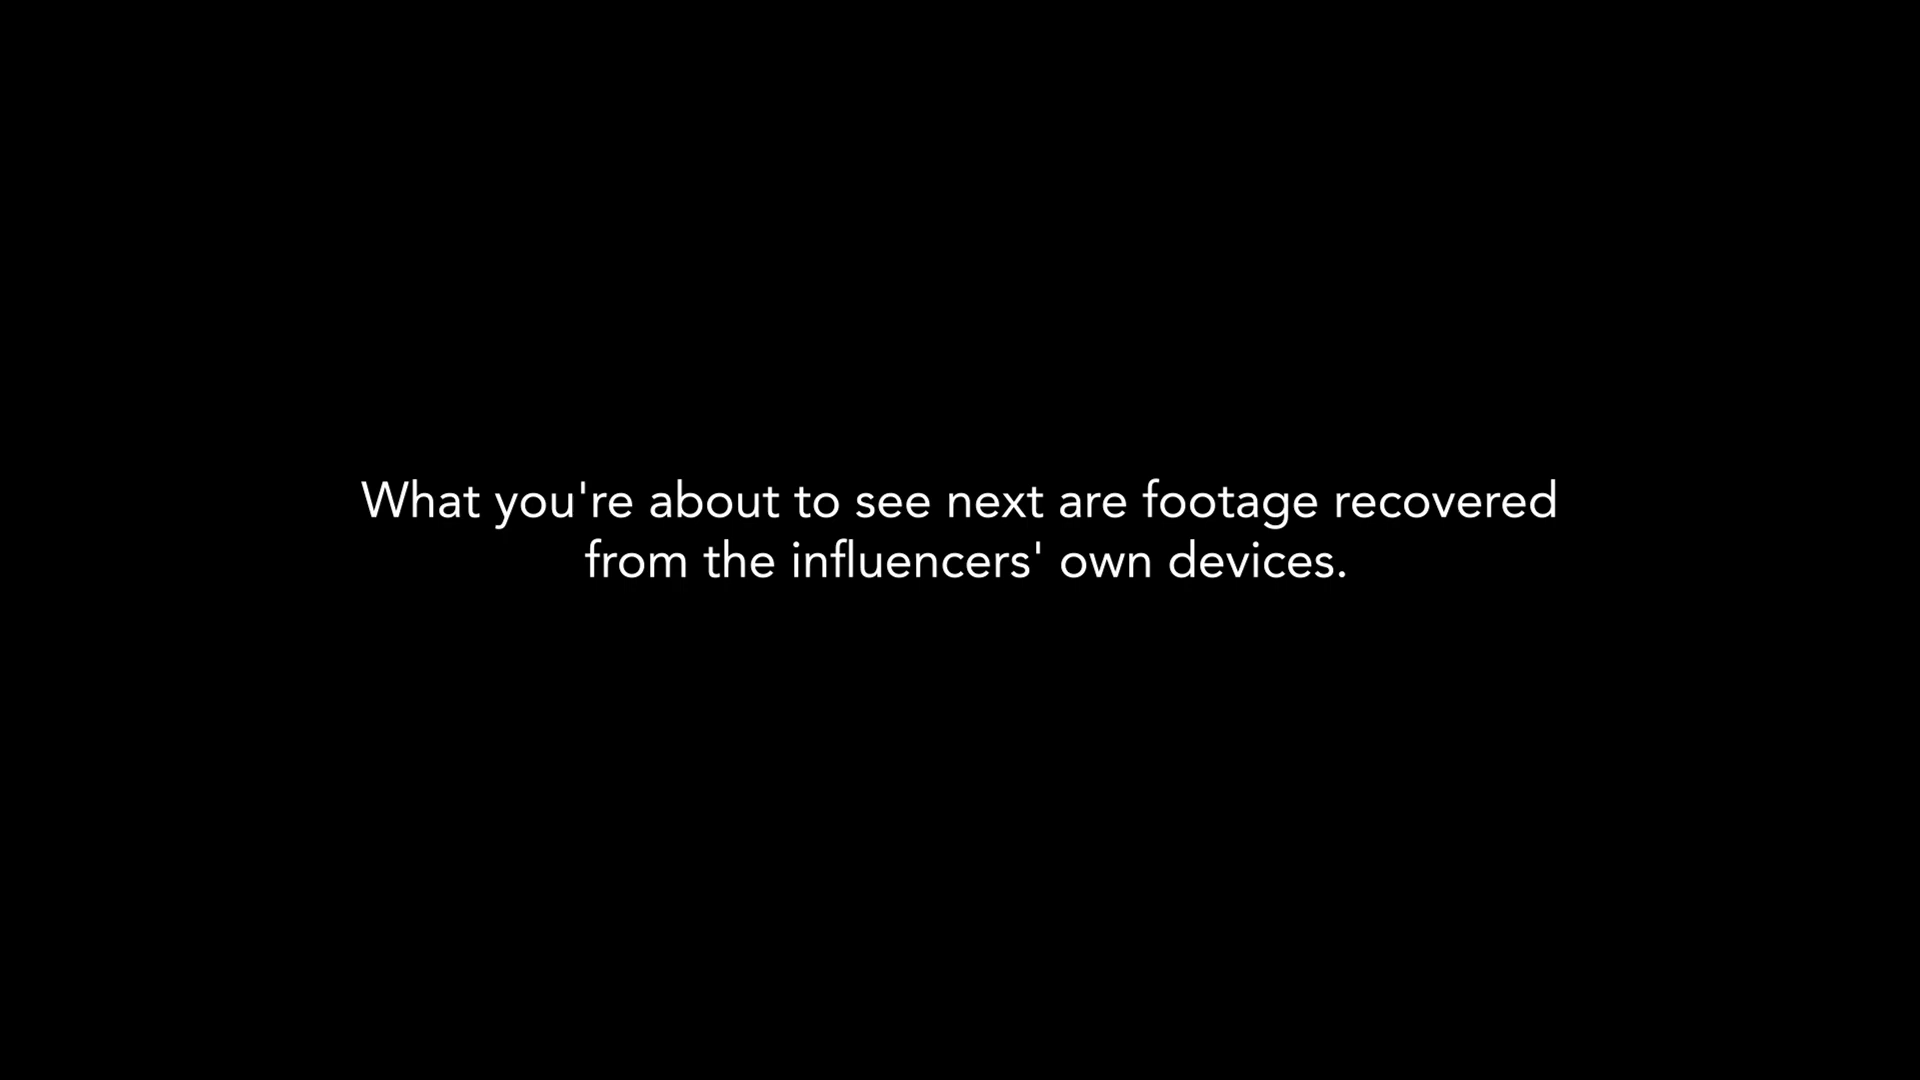 What you're about to see next are footage recovered
from the influencers' own devices.